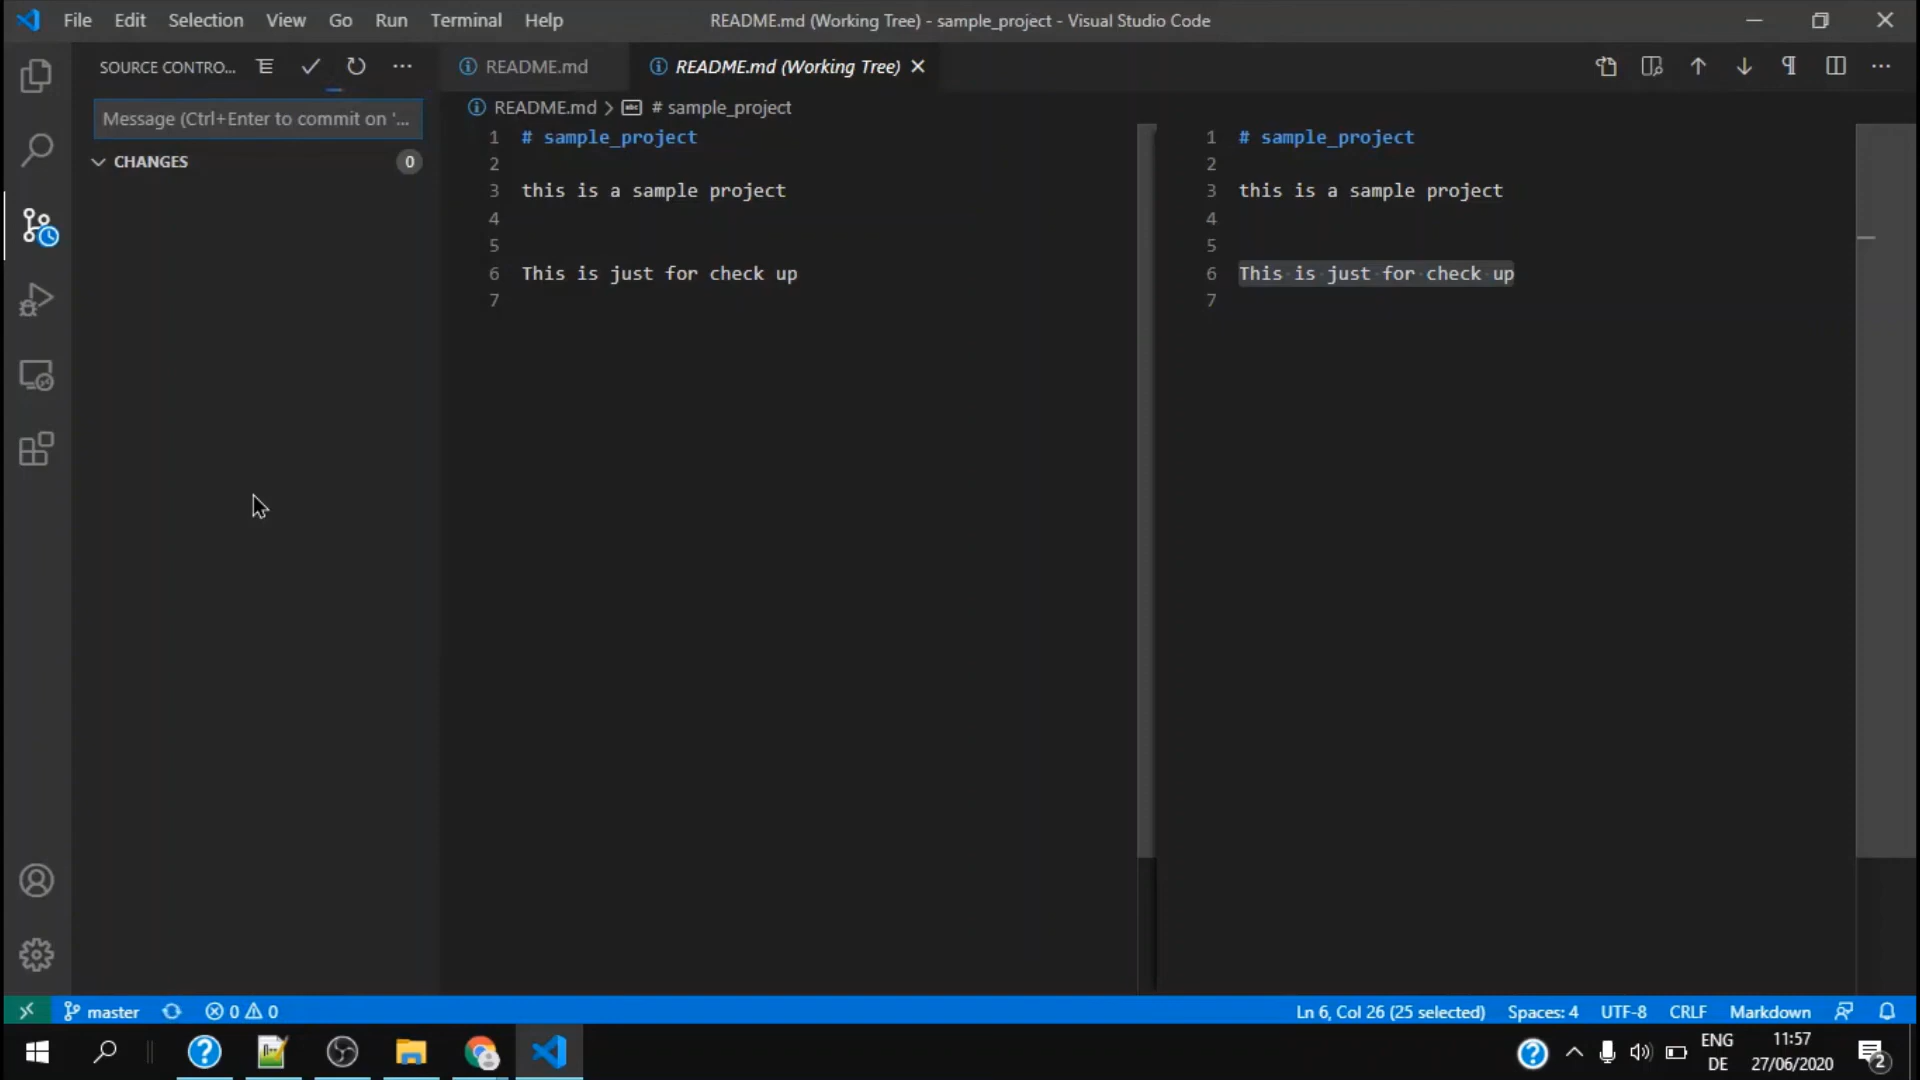 File Edit Selection View Go Run Terminal Help
README.md (Working Tree) - sample_project - Visual Studio Code
SOURCE CONTRO...
README.md
README.md (Working Tree)
Message (Ctrl+Enter to commit on '...
README.md > # sample_project
CHANGES 0
1 # sample_project
2
3 this is a sample project
4
5
6 This is just for check up
7
1 # sample_project
2
3 this is a sample project
4
5
6 This is just for check up
7
master 0 0
Ln 6, Col 26 (25 selected) Spaces: 4 UTF-8 CRLF Markdown
ENG
DE
11:57
27/06/2020
2